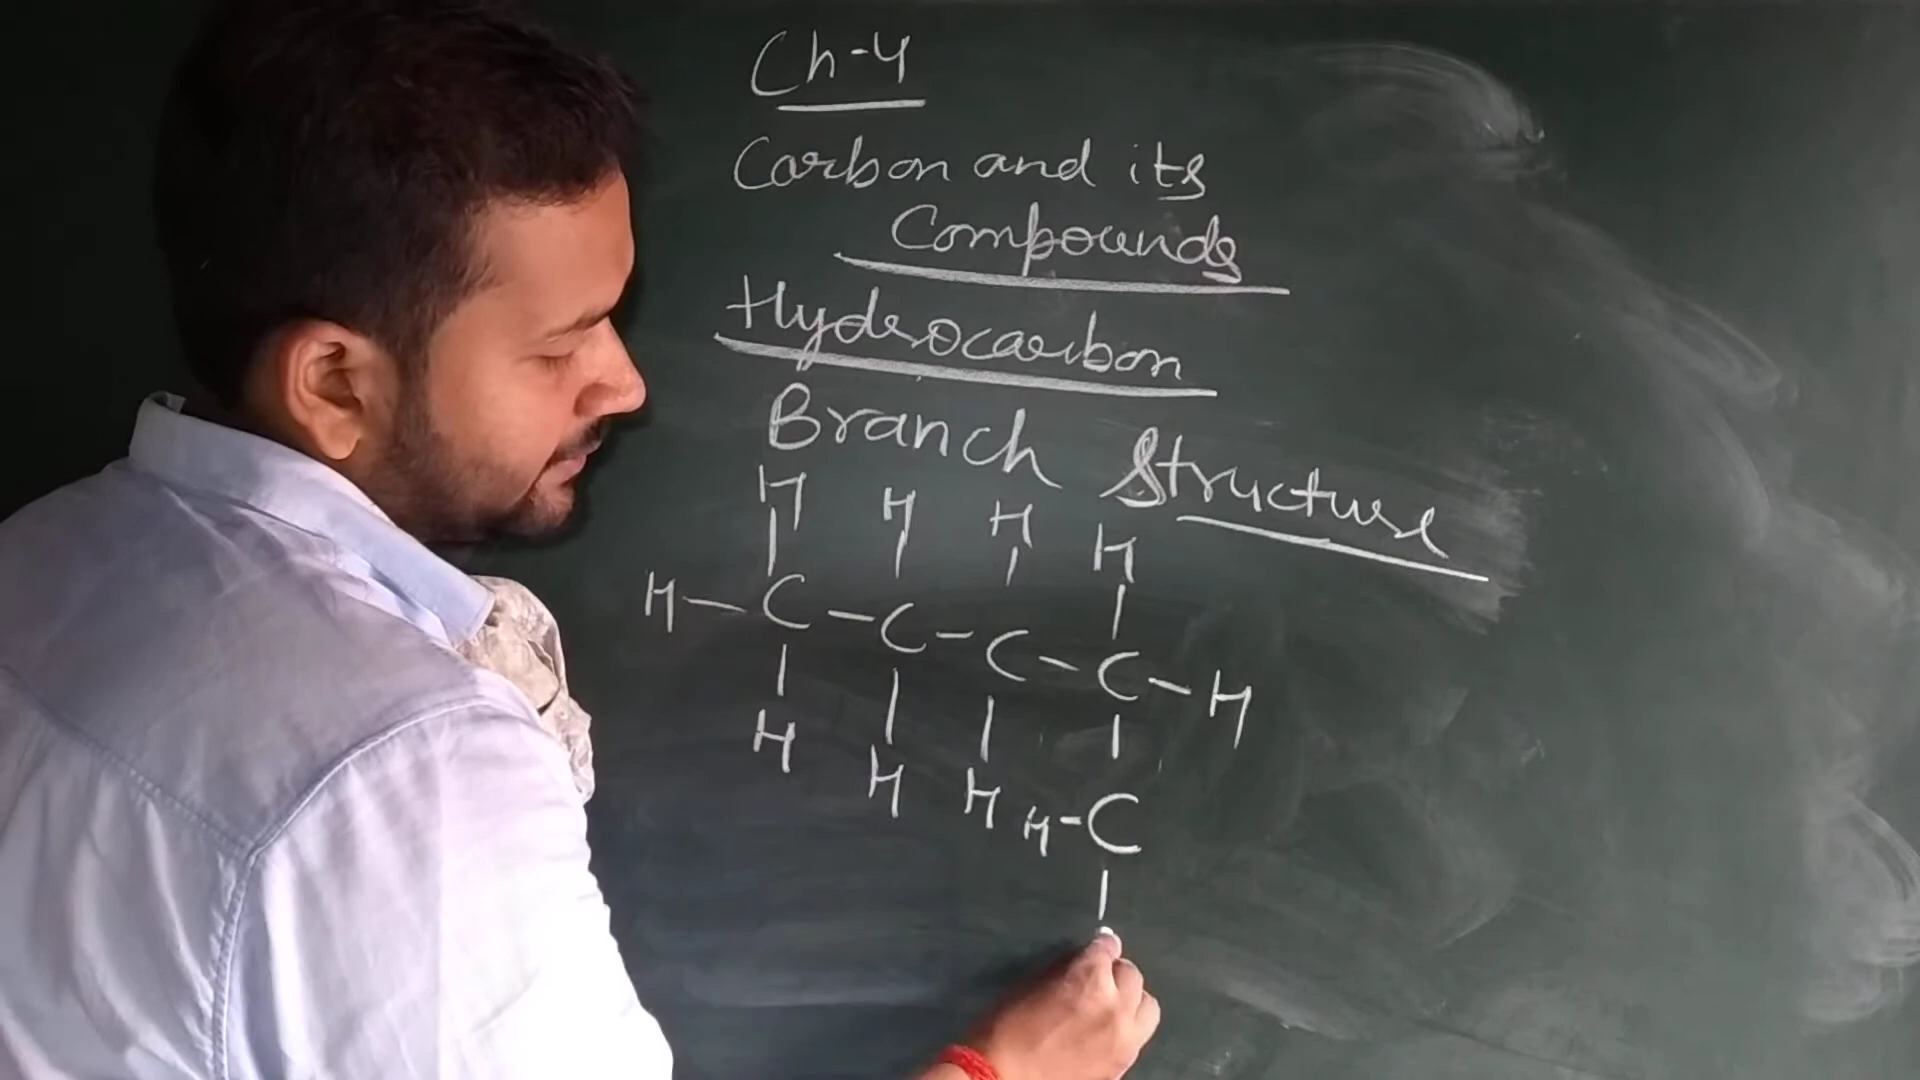 Ch-4
Carbon and its
Compounds
Hydrocarbon
Branch Structure
H H H H
H-C-C-C-C-H
H H H H-C